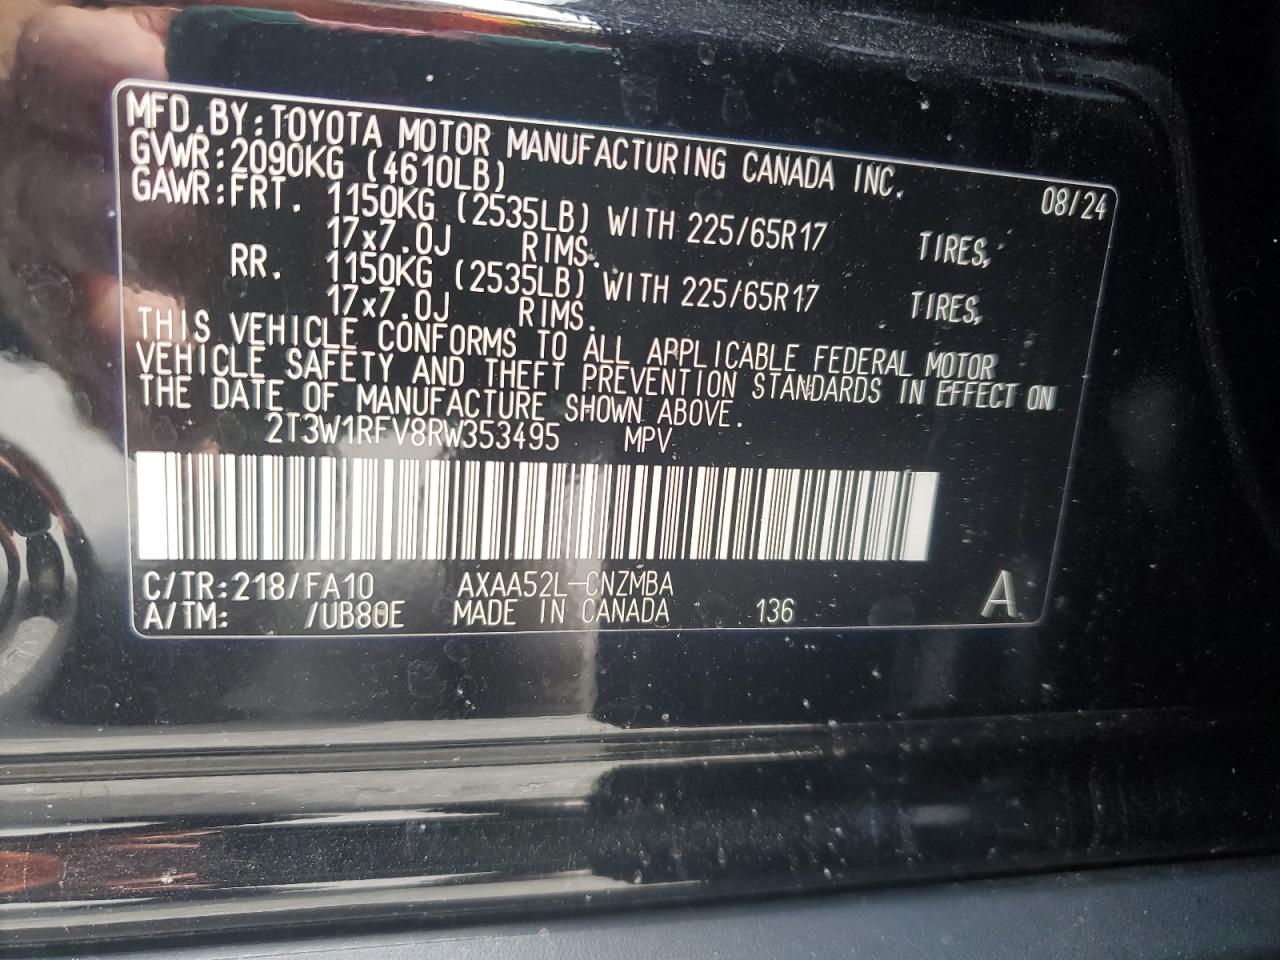 MFD. BY: TOYOTA MOTOR MANUFACTURING CANADA INC. 08/24
GVWR: 2090KG (4610LB)
GAWR: FRT. 1150KG (2535LB) WITH 225/65R17 TIRES,
17x7.0J RIMS.
RR. 1150KG (2535LB) WITH 225/65R17 TIRES,
17x7.0J RIMS.
THIS VEHICLE CONFORMS TO ALL APPLICABLE FEDERAL MOTOR
VEHICLE SAFETY AND THEFT PREVENTION STANDARDS IN EFFECT ON
THE DATE OF MANUFACTURE SHOWN ABOVE.
2T3W1RFV8RW353495 MPV
C/TR: 218/FA10 AXAA52L-CNZMBA
A/TM: /UB80E MADE IN CANADA 136 A